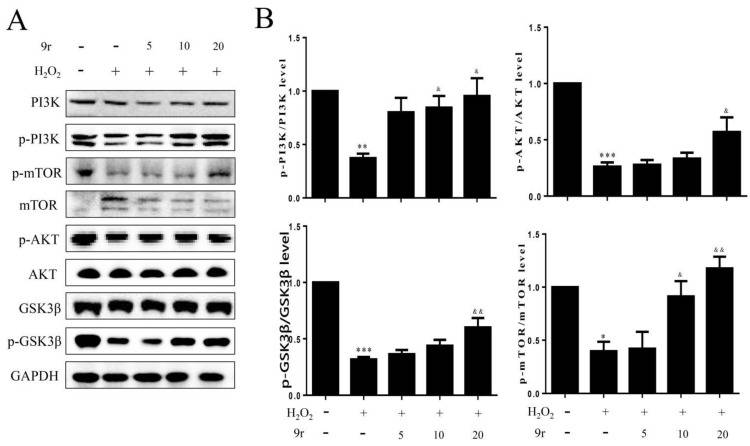 A
9r - - 5 10 20
H₂O₂ - + + + +
PI3K
p-PI3K
p-mTOR
mTOR
p-AKT
AKT
GSK3β
p-GSK3β
GAPDH
B
p-PI3K/PI3K level
1.5
1.0
0.5
0.0
**
&
&
p-AKT/AKT level
1.5
1.0
0.5
0.0
***
&
p-GSK3β/GSK3β level
1.5
1.0
0.5
0.0
***
&&
H₂O₂ - + + + +
9r - - 5 10 20
p-mTOR/mTOR level
1.5
1.0
0.5
0.0
*
&
&&
- + + + +
- - 5 10 20